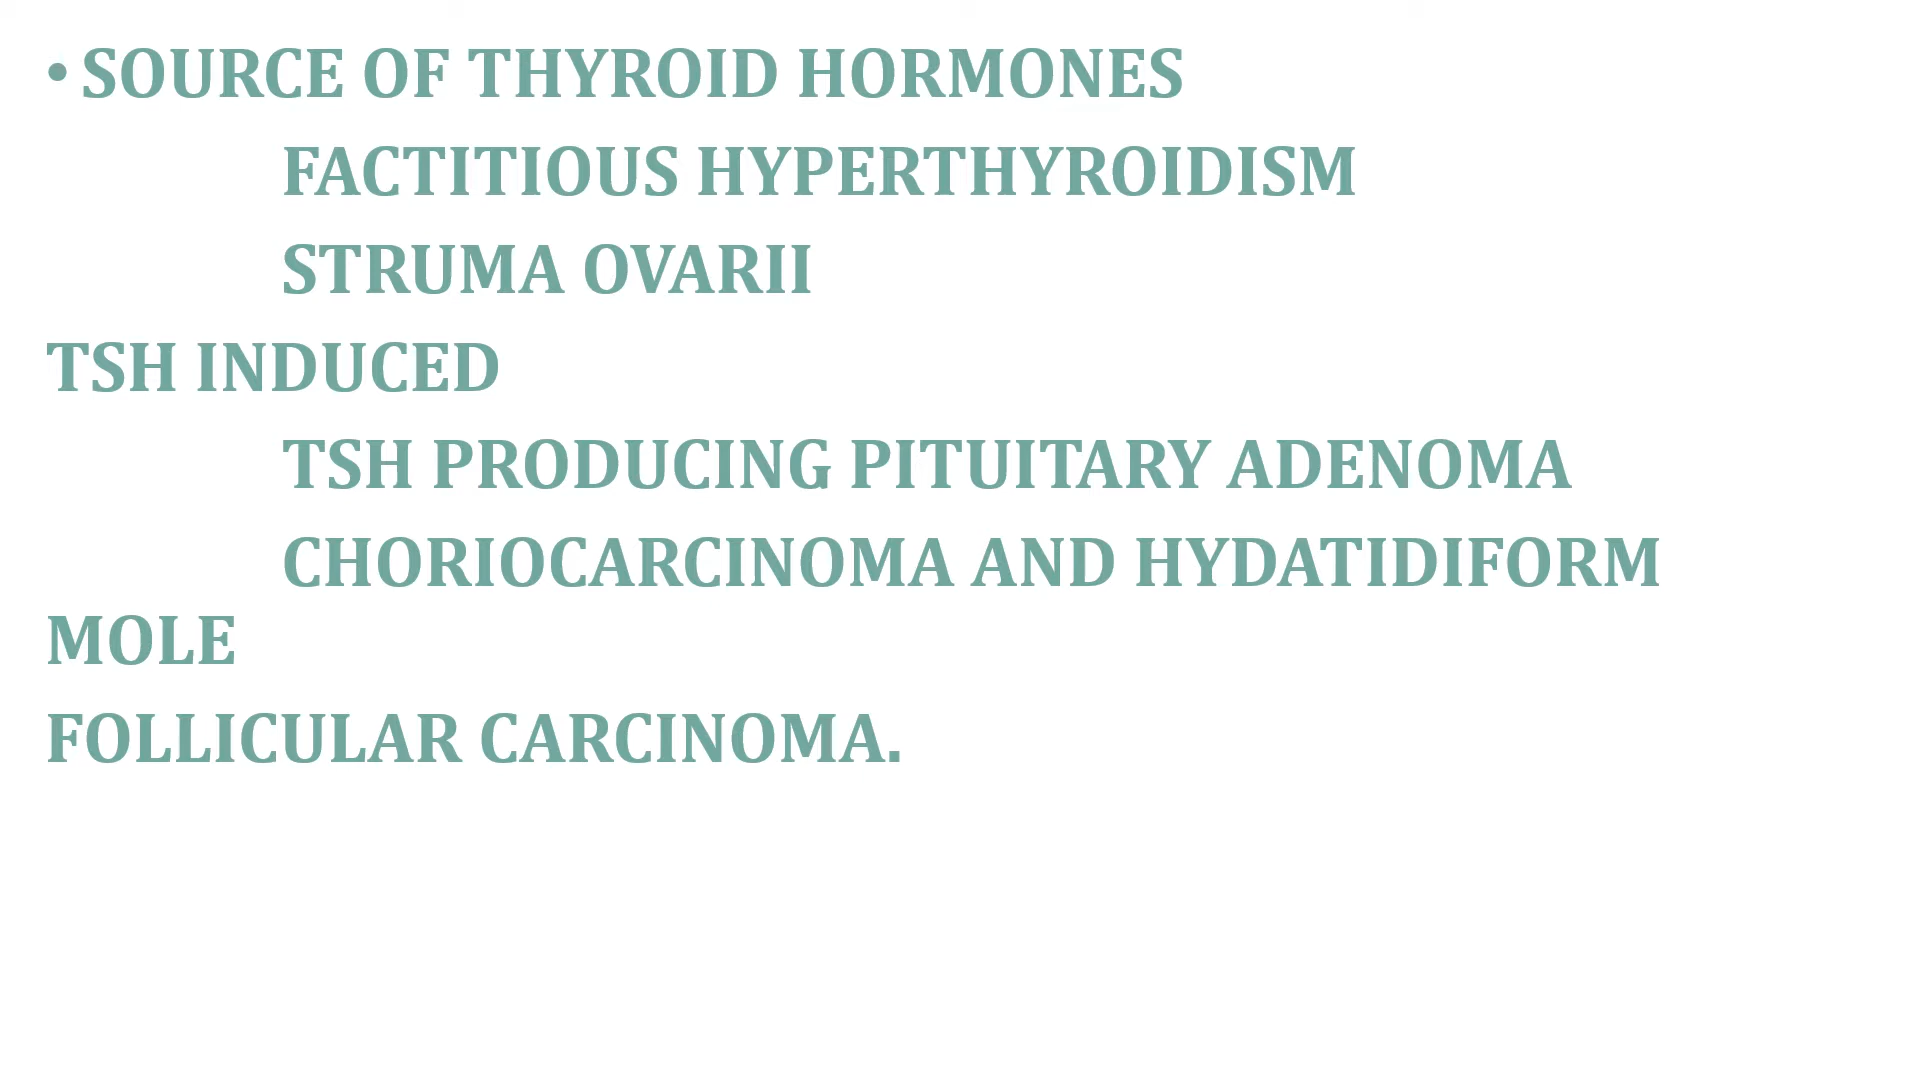 • SOURCE OF THYROID HORMONES
FACTITIOUS HYPERTHYROIDISM
STRUMA OVARII
TSH INDUCED
TSH PRODUCING PITUITARY ADENOMA
CHORIOCARCINOMA AND HYDATIDIFORM
MOLE
FOLLICULAR CARCINOMA.